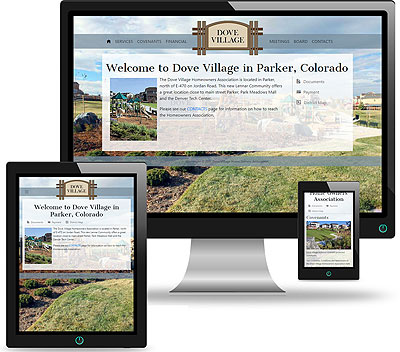 DOVE
VILLAGE
SERVICES COVENANTS FINANCIAL
MEETINGS BOARD CONTACTS
Welcome to Dove Village in Parker, Colorado
The Dove Village Homeowners Association is located in Parker,
north of E-470 on Jordan Road. This new Lennar Community offers
a great location close to main street Parker, Park Meadows Mall
and the Denver Tech Center.
Please see our CONTACTS page for information on how to reach
the Homeowners Association.
Documents
Payment
District Map
DOVE
VILLAGE
Welcome to Dove Village in
Parker, Colorado
Documents
Payment
District Map
The Dove Village Homeowners Association is located in Parker, north
of E-470 on Jordan Road. This new Lennar Community offers a
great location close to main street Parker, Park Meadows Mall and
the Denver Tech Center.
Please see our CONTACTS page for information on how to reach the
Homeowners Association.
Home Owners
Association
Covenants